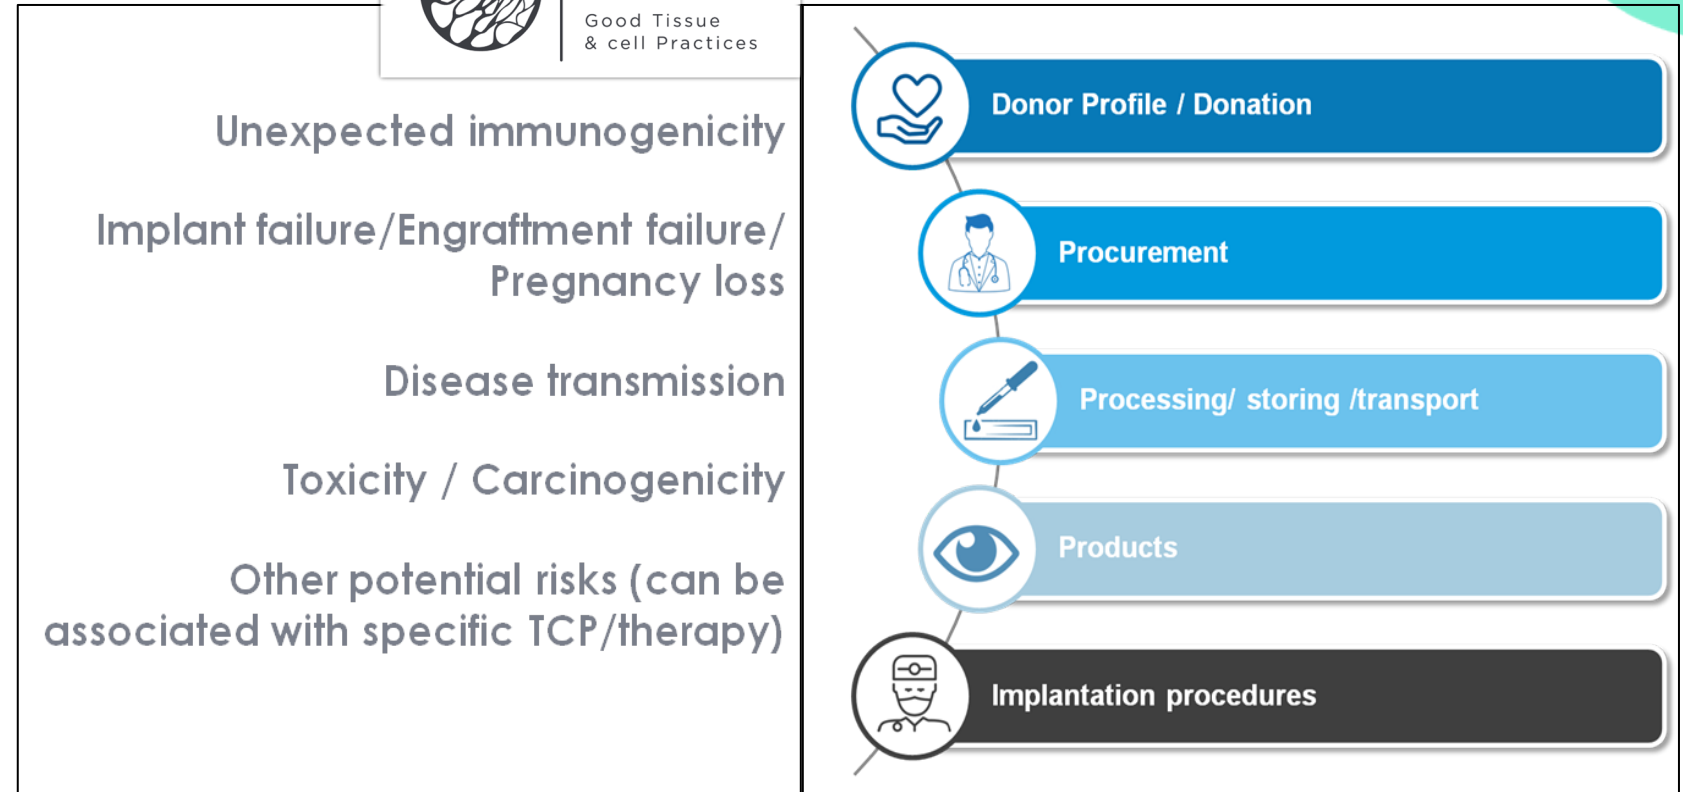 Good Tissue
& cell Practices
Unexpected immunogenicity
Implant failure/Engraftment failure/
Pregnancy loss
Disease transmission
Toxicity / Carcinogenicity
Other potential risks (can be
associated with specific TCP/therapy)
Donor Profile / Donation
Procurement
Processing/ storing /transport
Products
Implantation procedures